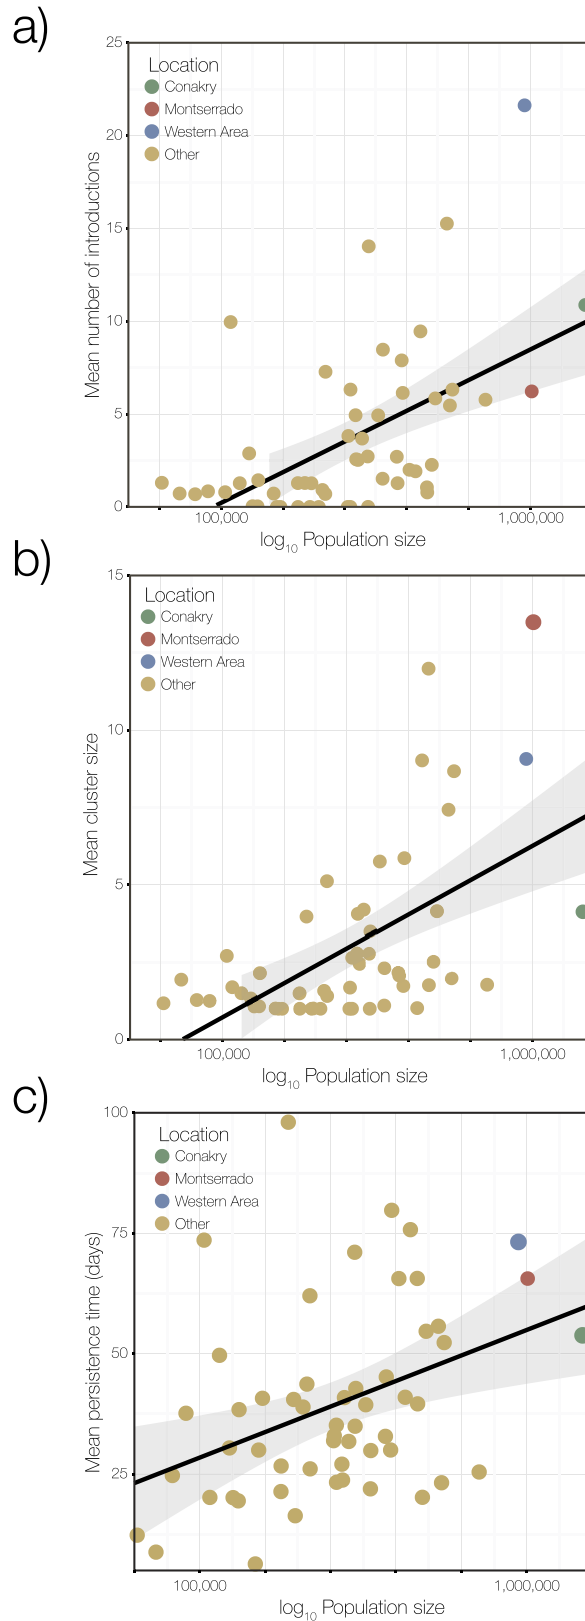 a)
25
20
15
10
5
0
Mean number of introductions
Location
Conakry
Montserrado
Western Area
Other
100,000
1,000,000
log10 Population size
b)
15
10
5
0
Mean cluster size
Location
Conakry
Montserrado
Western Area
Other
100,000
1,000,000
log10 Population size
c)
100
75
50
25
Mean persistence time (days)
Location
Conakry
Montserrado
Western Area
Other
100,000
1,000,000
log10 Population size